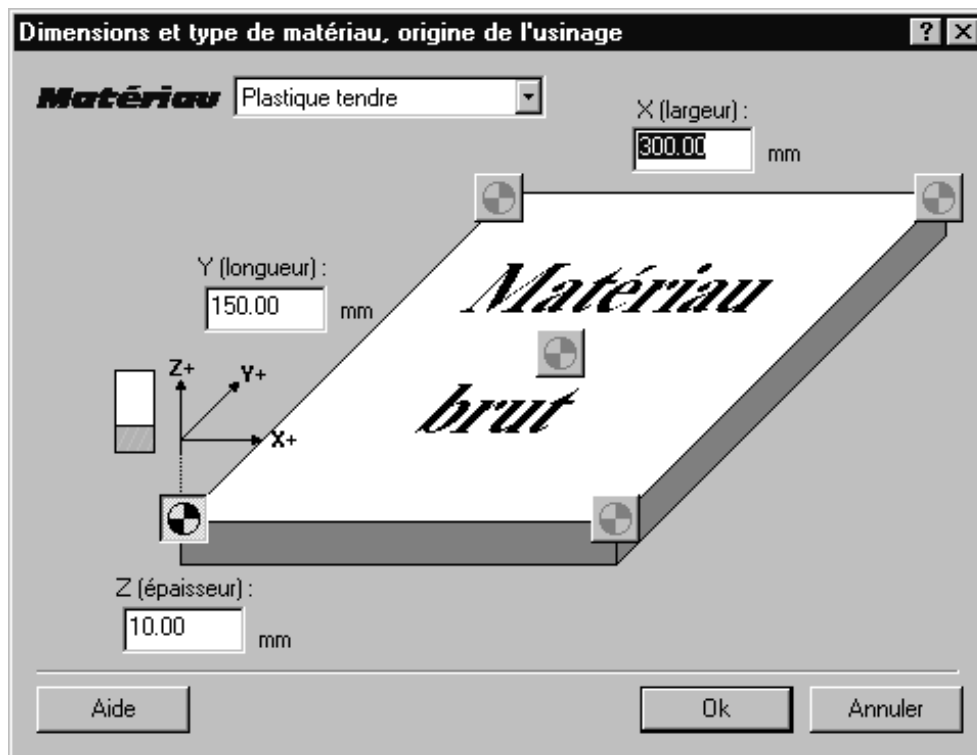 Dimensions et type de matériau, origine de l'usinage
Matériau Plastique tendre
X (largeur) :
300.00 mm
Y (longueur) :
150.00 mm
Matériau
brut
Z+
Y+
X+
Z (épaisseur) :
10.00 mm
Aide Ok Annuler